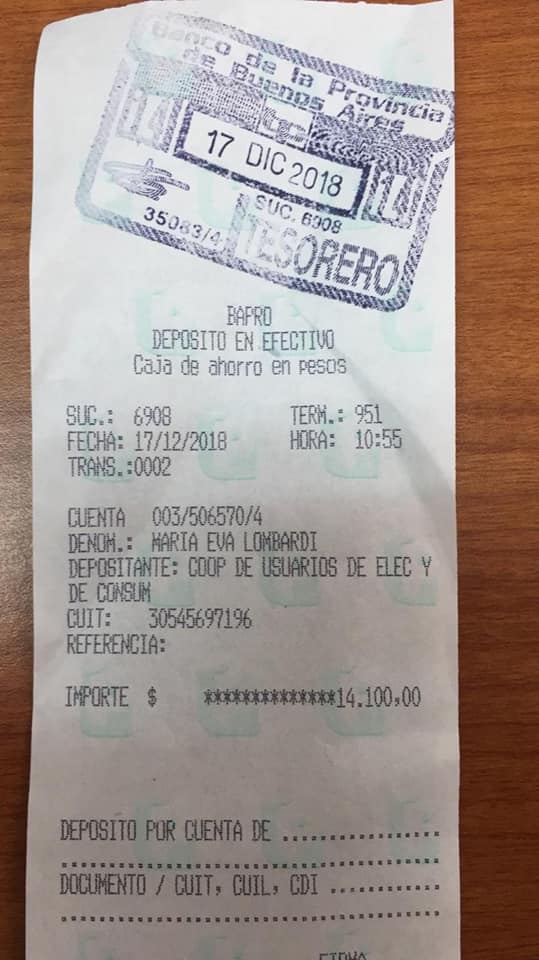 Banco de la Provincia
de Buenos Aires
14 17 DIC 2018 14
SUC. 6908
35083/4 TESORERO
BAPRO
DEPOSITO EN EFECTIVO
Caja de ahorro en pesos
SUC.: 6908 TERM.: 951
FECHA: 17/12/2018 HORA: 10:55
TRANS.:0002
CUENTA 003/506570/4
DENOM.: MARIA EVA LOMBARDI
DEPOSITANTE: COOP DE USUARIOS DE ELEC Y
DE CONSUM
CUIT: 30545697196
REFERENCIA:
IMPORTE $ **************14.100,00
DEPOSITO POR CUENTA DE ..................
DOCUMENTO / CUIT, CUIL, CDI ............